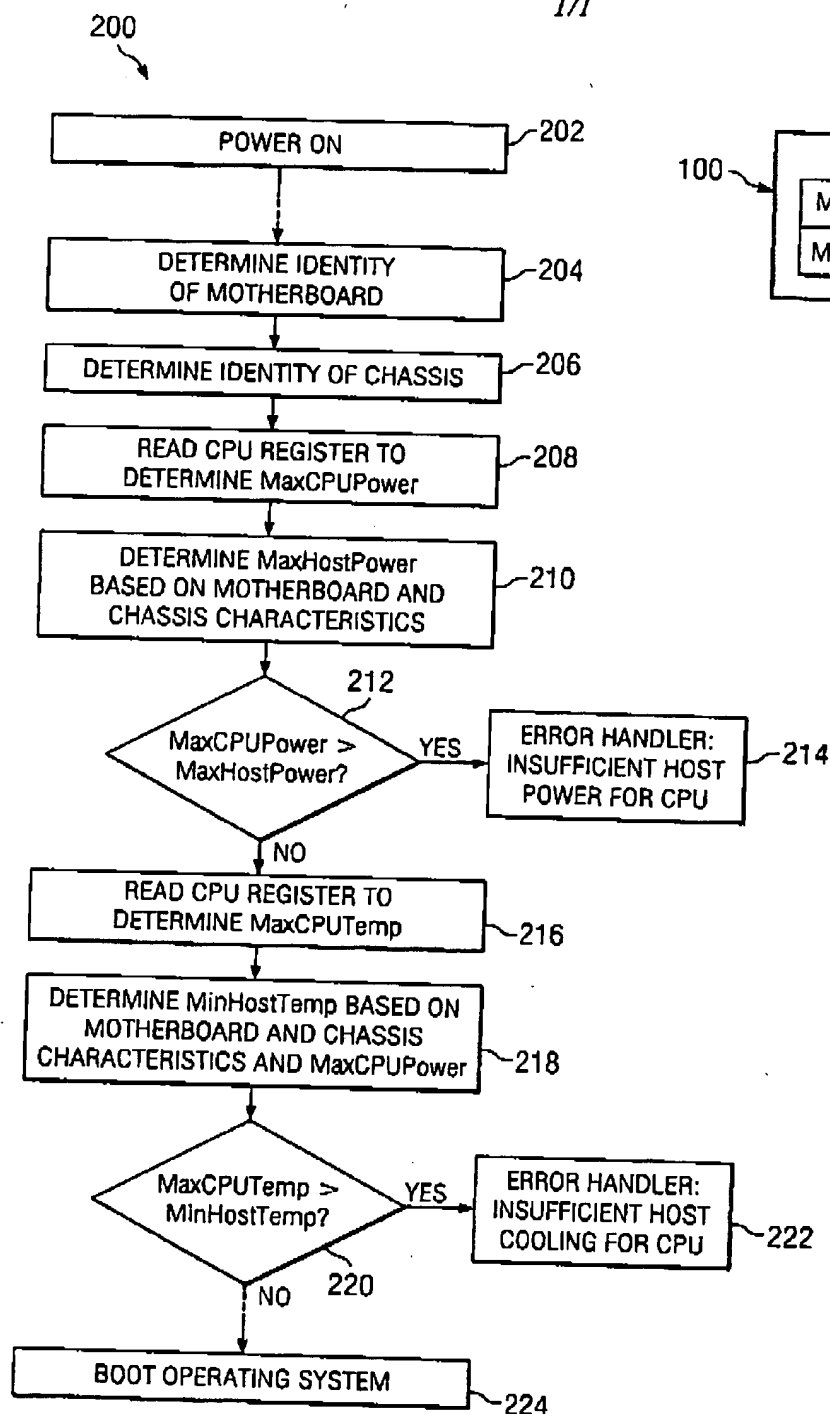 1/1
200
POWER ON
202
100
M
M
DETERMINE IDENTITY
OF MOTHERBOARD
204
DETERMINE IDENTITY OF CHASSIS
206
READ CPU REGISTER TO
DETERMINE MaxCPUPower
208
DETERMINE MaxHostPower
BASED ON MOTHERBOARD AND
CHASSIS CHARACTERISTICS
210
212
MaxCPUPower >
MaxHostPower?
YES
ERROR HANDLER:
INSUFFICIENT HOST
POWER FOR CPU
214
NO
READ CPU REGISTER TO
DETERMINE MaxCPUTemp
216
DETERMINE MinHostTemp BASED ON
MOTHERBOARD AND CHASSIS
CHARACTERISTICS AND MaxCPUPower
218
MaxCPUTemp >
MinHostTemp?
YES
ERROR HANDLER:
INSUFFICIENT HOST
COOLING FOR CPU
222
220
NO
BOOT OPERATING SYSTEM
224